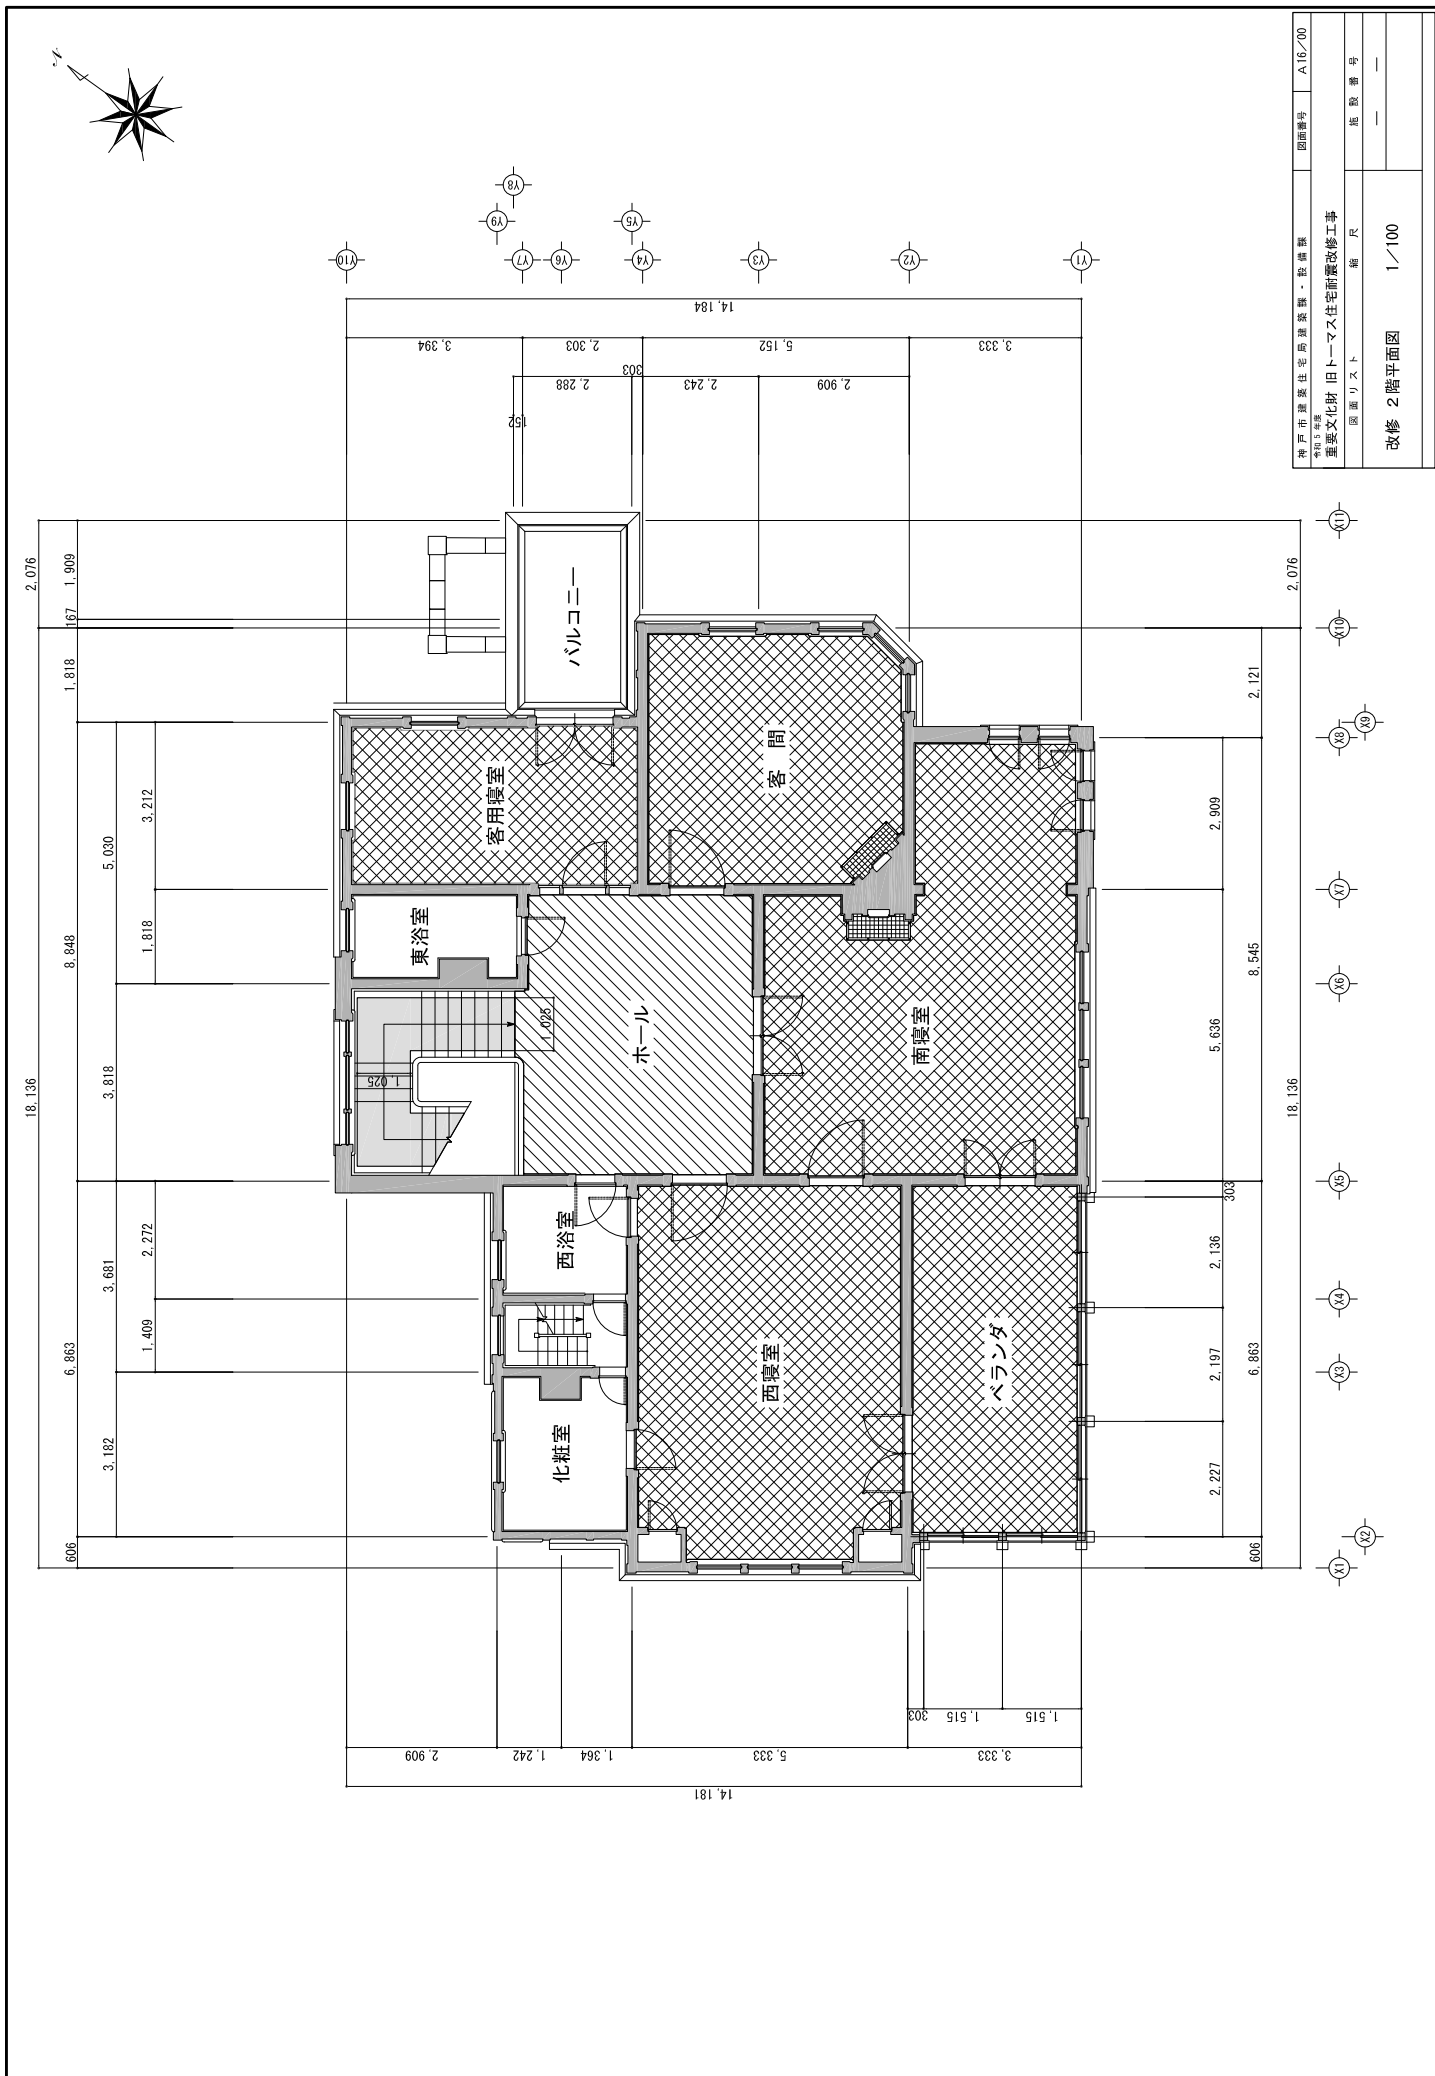 神戸市建築住宅局建築課・設備課
図面番号
A16／00
令和 5 年度
重要文化財 旧トーマス住宅耐震改修工事
図面リスト
縮尺
施設番号
改修 2階平面図
1／100
— —
N
2,076
18,136
1,909
167
1,818
8,848
6,863
606
5,030
3,818
3,681
3,182
3,212
1,818
2,272
1,409
Y10
Y9
Y8
Y7
Y6
Y5
Y4
Y3
Y2
Y1
14,184
3,394
2,303
5,152
3,333
152
2,288
303
2,243
2,909
バルコニー
客用寝室
客 間
東浴室
ホール
南寝室
1,025
1,025
西浴室
化粧室
西寝室
ベランダ
2,909
1,242
1,364
5,333
3,333
303
1,515
1,515
14,181
303
2,136
2,197
2,227
2,909
5,636
2,121
8,545
6,863
606
2,076
18,136
X1
X2
X3
X4
X5
X6
X7
X8
X9
X10
X11